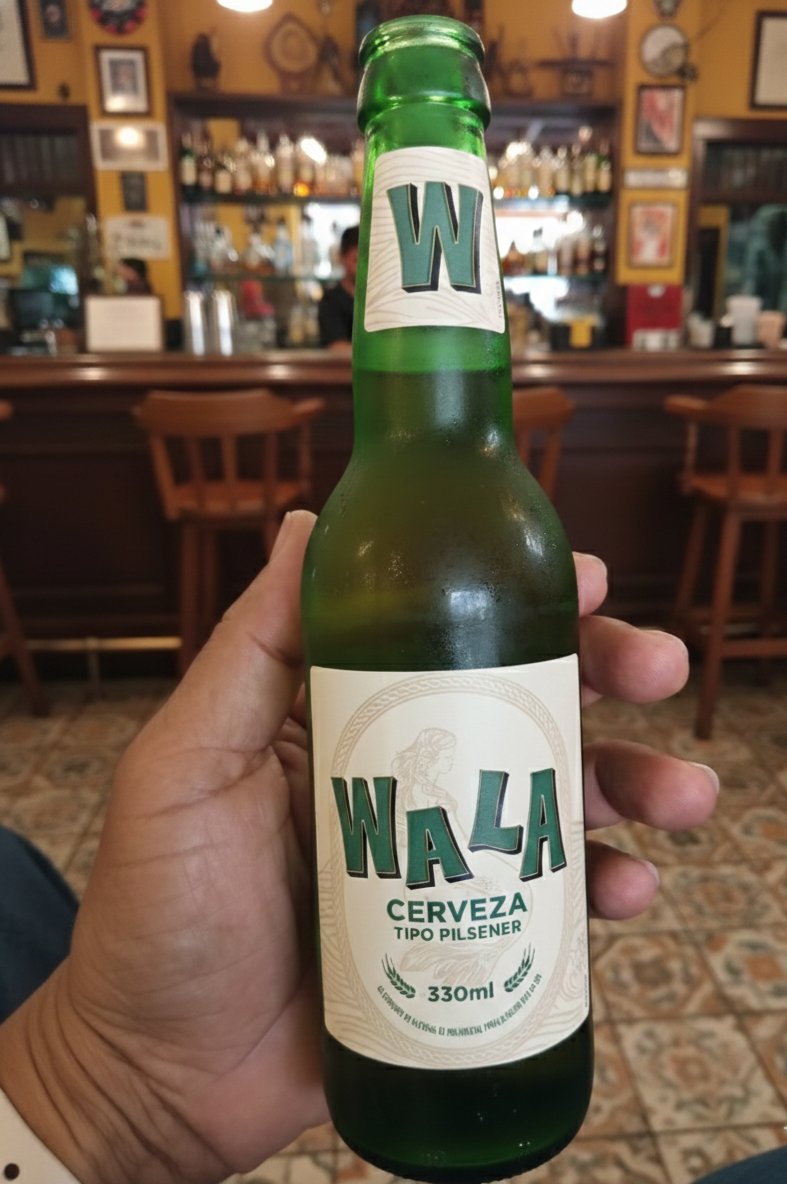 W
WALA
CERVEZA
TIPO PILSENER
330ml